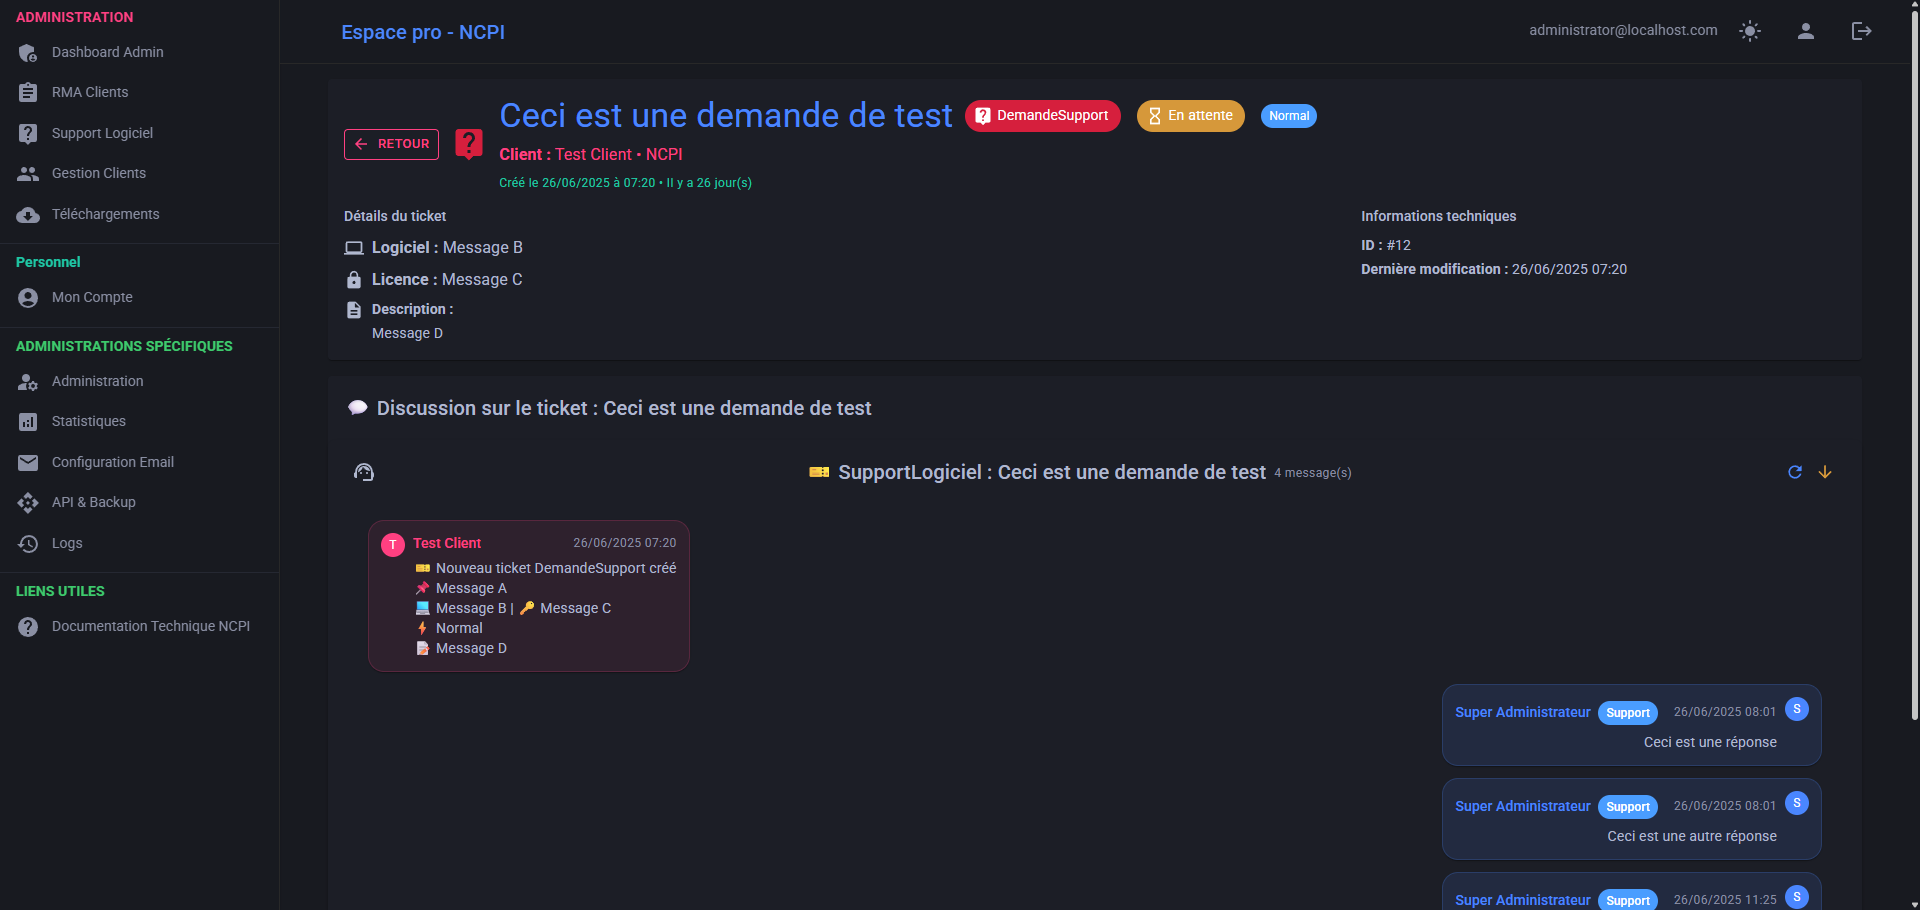 ADMINISTRATION
Dashboard Admin
RMA Clients
Support Logiciel
Gestion Clients
Téléchargements
Personnel
Mon Compte
ADMINISTRATIONS SPÉCIFIQUES
Administration
Statistiques
Configuration Email
API & Backup
Logs
LIENS UTILES
Documentation Technique NCPI
Espace pro - NCPI
administrator@localhost.com
RETOUR
Ceci est une demande de test
DemandeSupport
En attente
Normal
Client : Test Client • NCPI
Créé le 26/06/2025 à 07:20 • Il y a 26 jour(s)
Détails du ticket
Logiciel : Message B
Licence : Message C
Description :
Message D
Informations techniques
ID : #12
Dernière modification : 26/06/2025 07:20
Discussion sur le ticket : Ceci est une demande de test
SupportLogiciel : Ceci est une demande de test 4 message(s)
T Test Client 26/06/2025 07:20
Nouveau ticket DemandeSupport créé
Message A
Message B | Message C
Normal
Message D
Super Administrateur Support 26/06/2025 08:01 S
Ceci est une réponse
Super Administrateur Support 26/06/2025 08:01 S
Ceci est une autre réponse
Super Administrateur Support 26/06/2025 11:25 S